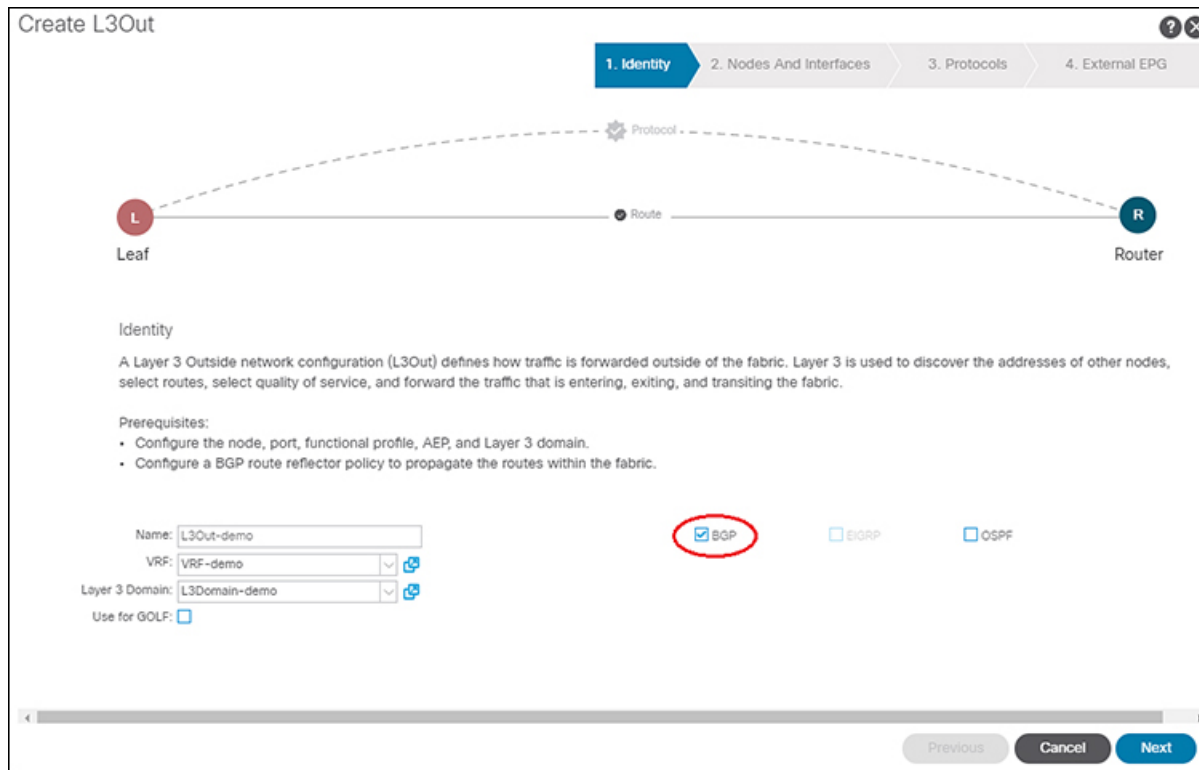 Create L3Out
?
1. Identity
2. Nodes And Interfaces
3. Protocols
4. External EPG
Protocol
L
Route
R
Leaf
Router
Identity
A Layer 3 Outside network configuration (L3Out) defines how traffic is forwarded outside of the fabric. Layer 3 is used to discover the addresses of other nodes,
select routes, select quality of service, and forward the traffic that is entering, exiting, and transiting the fabric.
Prerequisites:
• Configure the node, port, functional profile, AEP, and Layer 3 domain.
• Configure a BGP route reflector policy to propagate the routes within the fabric.
Name: L3Out-demo
BGP
EIGRP
OSPF
VRF: VRF-demo
Layer 3 Domain: L3Domain-demo
Use for GOLF:
Previous
Cancel
Next